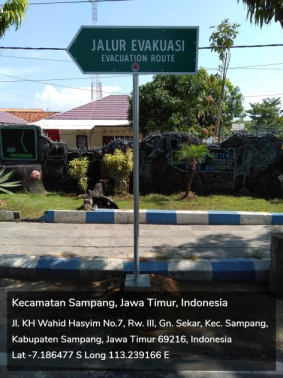 JALUR EVAKUASI
EVACUATION ROUTE
Kecamatan Sampang, Jawa Timur, Indonesia
Jl. KH Wahid Hasyim No.7, Rw. III, Gn. Sekar, Kec. Sampang,
Kabupaten Sampang, Jawa Timur 69216, Indonesia
Lat -7.186477 S Long 113.239166 E